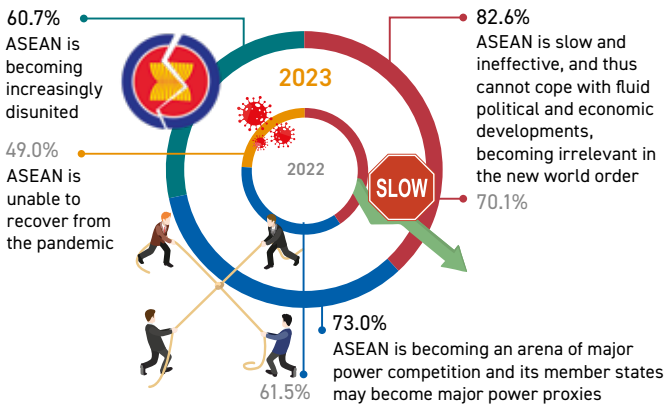 60.7%
ASEAN is
becoming
increasingly
disunited
49.0%
ASEAN is
unable to
recover from
the pandemic
2023
2022
82.6%
ASEAN is slow and
ineffective, and thus
cannot cope with fluid
political and economic
developments,
becoming irrelevant in
the new world order
70.1%
SLOW
73.0%
ASEAN is becoming an arena of major
power competition and its member states
may become major power proxies
61.5%